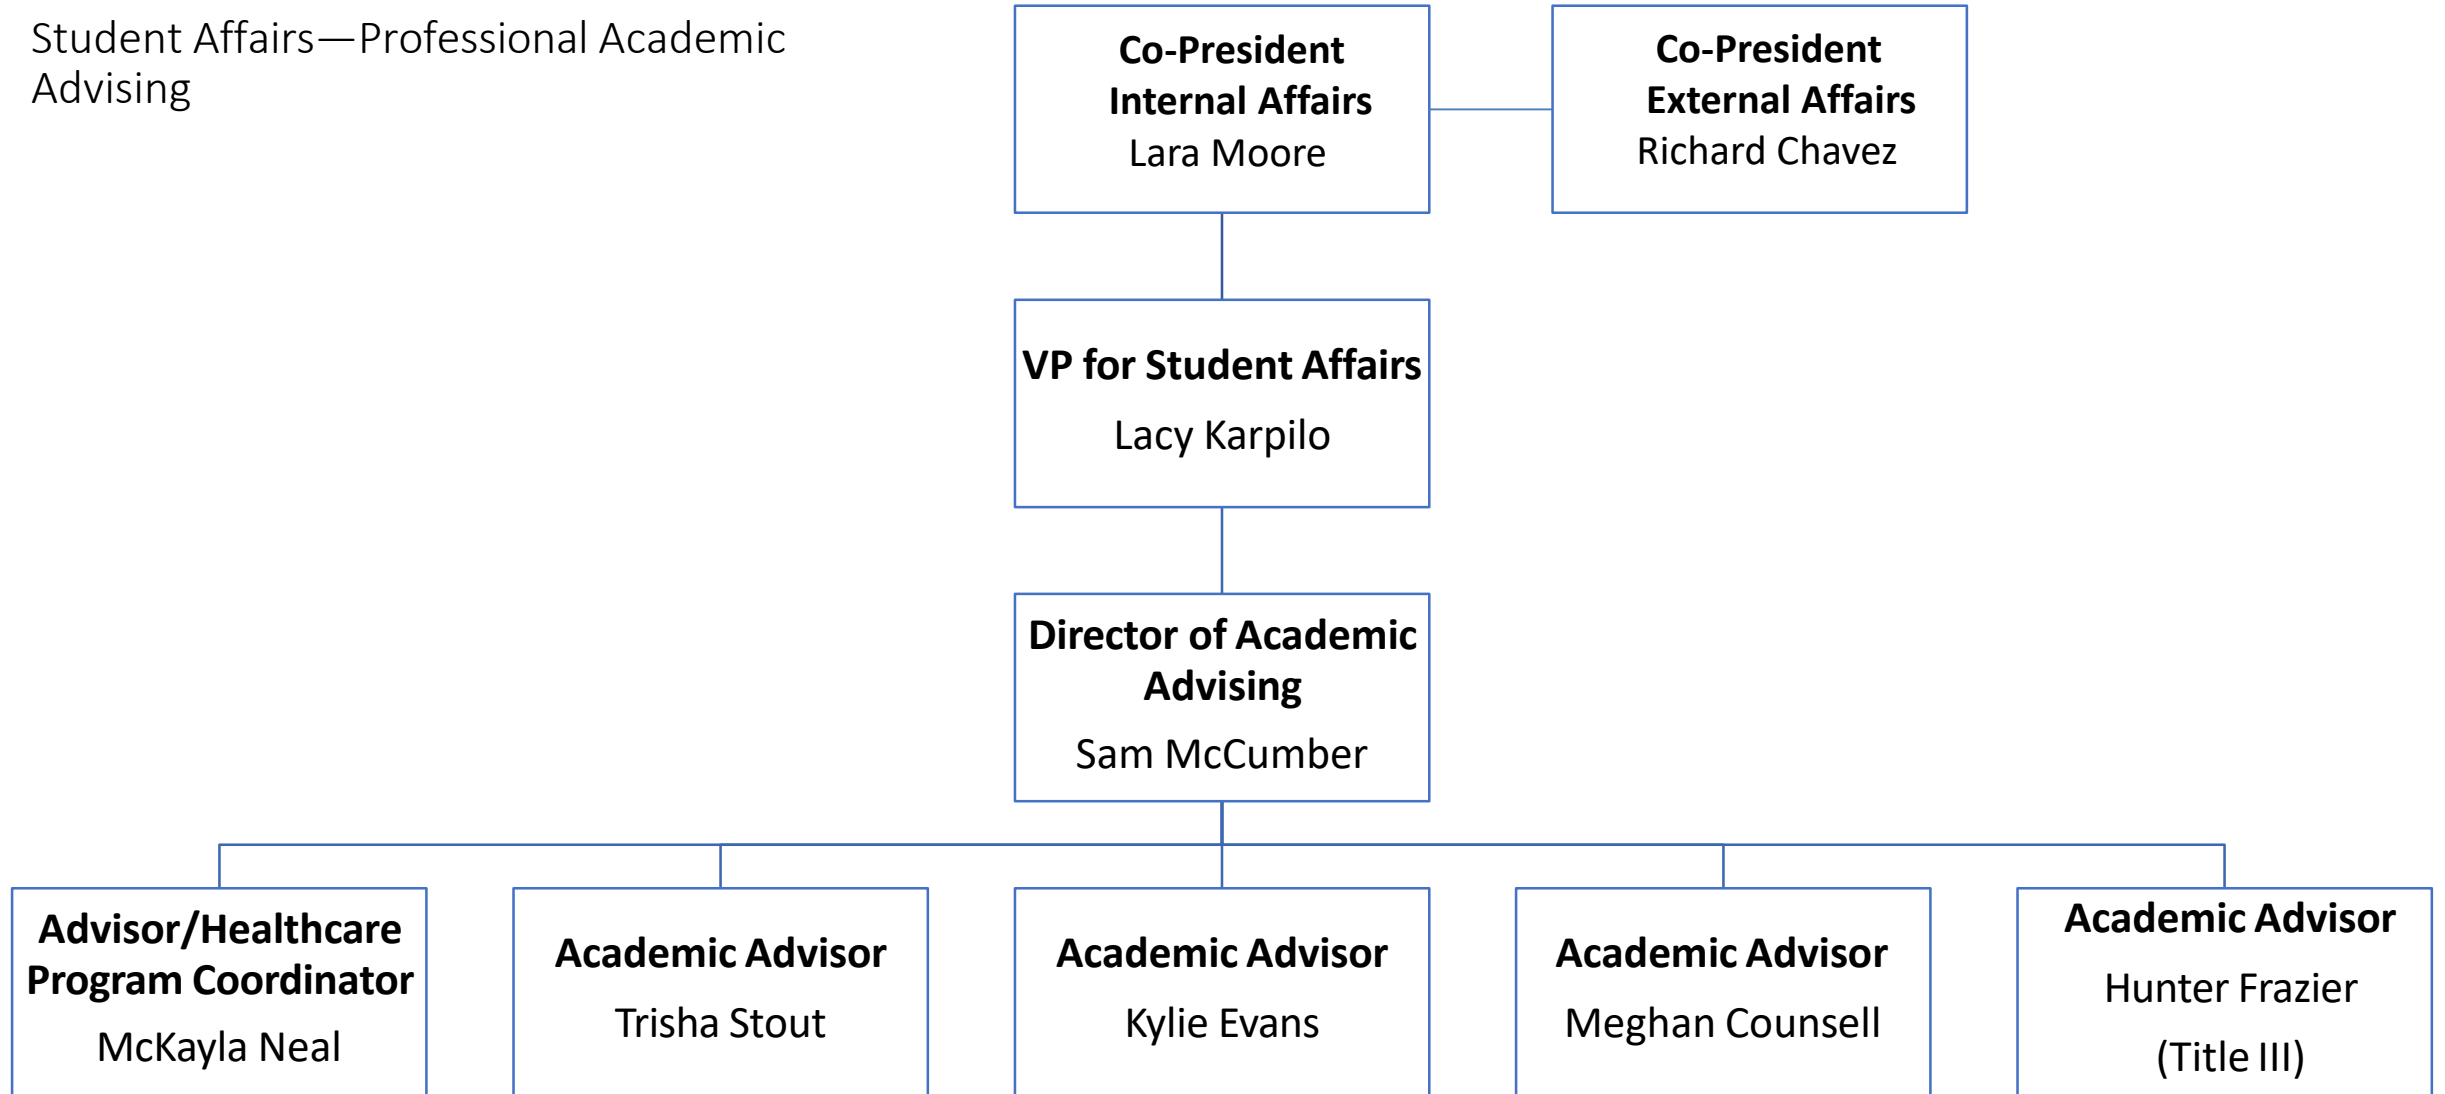 Student Affairs—Professional Academic
Advising
Co-President
Internal Affairs
Lara Moore
Co-President
External Affairs
Richard Chavez
VP for Student Affairs
Lacy Karpilo
Director of Academic
Advising
Sam McCumber
Advisor/Healthcare
Program Coordinator
McKayla Neal
Academic Advisor
Trisha Stout
Academic Advisor
Kylie Evans
Academic Advisor
Meghan Counsell
Academic Advisor
Hunter Frazier
(Title III)